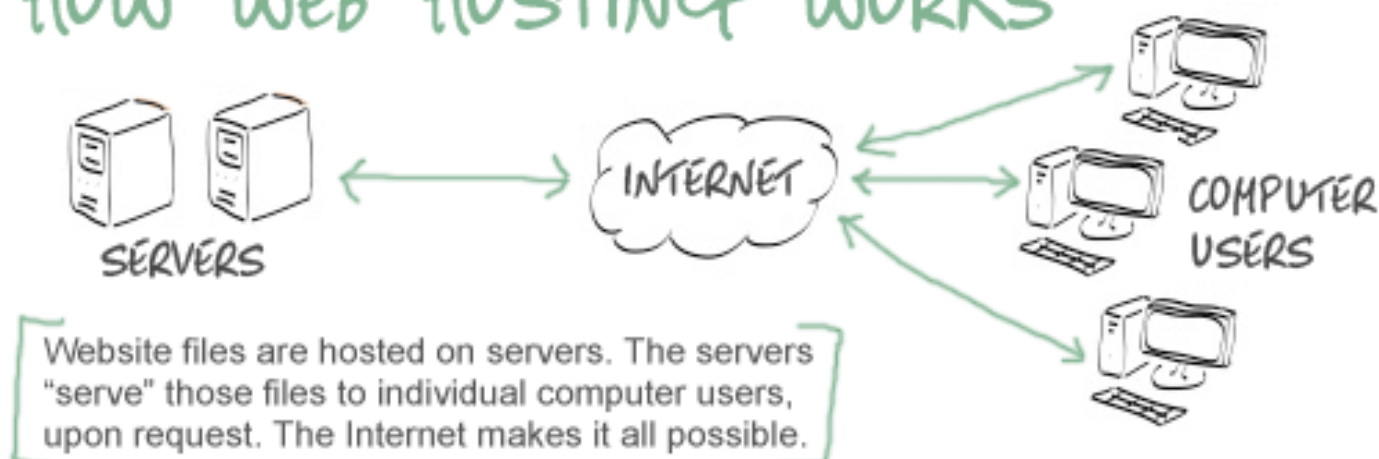 HOW WEB HOSTING WORKS
INTERNET
COMPUTER
USERS
SERVERS
Website files are hosted on servers. The servers
“serve” those files to individual computer users,
upon request. The Internet makes it all possible.